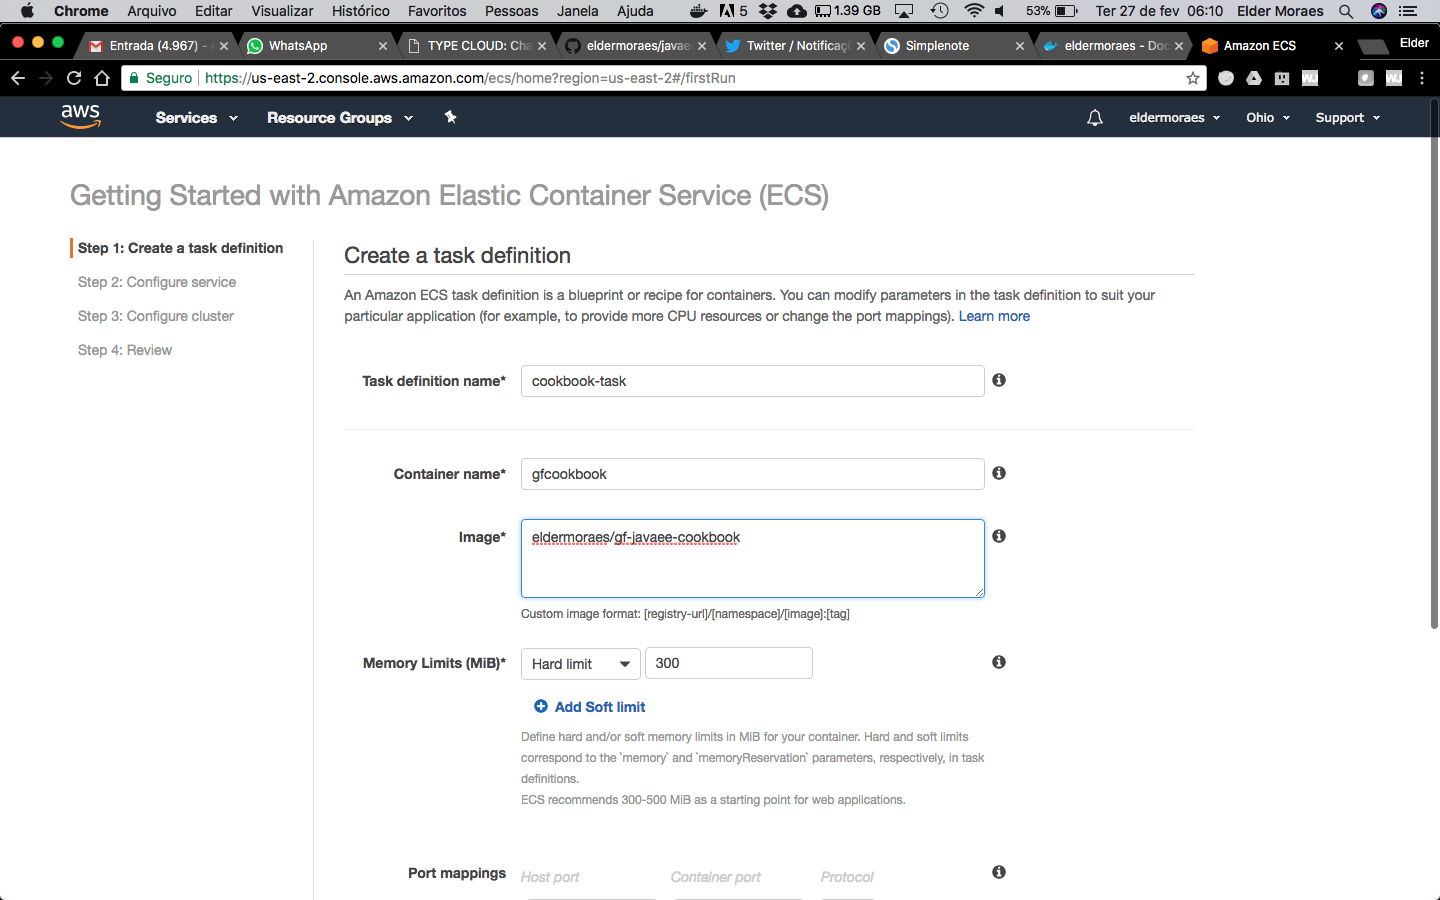 Chrome Arquivo Editar Visualizar Histórico Favoritos Pessoas Janela Ajuda 5 1.39 GB 53% Ter 27 de fev 06:10 Elder Moraes
Entrada (4.967) - WhatsApp TYPE CLOUD: Cha eldermoraes/javae Twitter / Notificaçõ Simplenote eldermoraes - Doc Amazon ECS Elder
Seguro https://us-east-2.console.aws.amazon.com/ecs/home?region=us-east-2#/firstRun
aws Services Resource Groups eldermoraes Ohio Support
Getting Started with Amazon Elastic Container Service (ECS)
Step 1: Create a task definition
Step 2: Configure service
Step 3: Configure cluster
Step 4: Review
Create a task definition
An Amazon ECS task definition is a blueprint or recipe for containers. You can modify parameters in the task definition to suit your
particular application (for example, to provide more CPU resources or change the port mappings). Learn more
Task definition name* cookbook-task
Container name* gfcookbook
Image* eldermoraes/gf-javaee-cookbook
Custom image format: [registry-url]/[namespace]/[image]:[tag]
Memory Limits (MiB)* Hard limit 300
Add Soft limit
Define hard and/or soft memory limits in MiB for your container. Hard and soft limits
correspond to the `memory` and `memoryReservation` parameters, respectively, in task
definitions.
ECS recommends 300-500 MiB as a starting point for web applications.
Port mappings Host port Container port Protocol